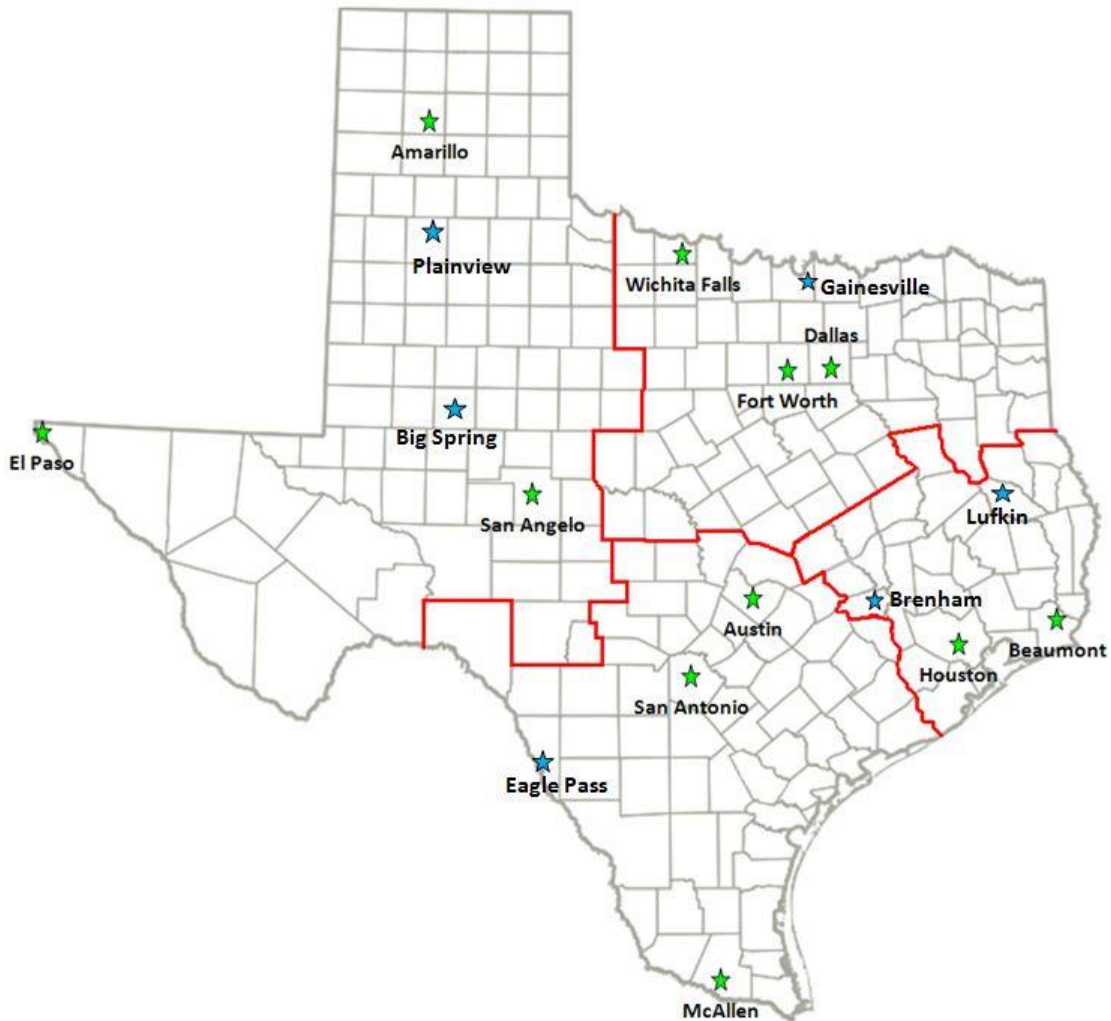 Amarillo
Plainview
Wichita Falls
Gainesville
Dallas
Fort Worth
Big Spring
El Paso
San Angelo
Lufkin
Brenham
Austin
Beaumont
Houston
San Antonio
Eagle Pass
McAllen